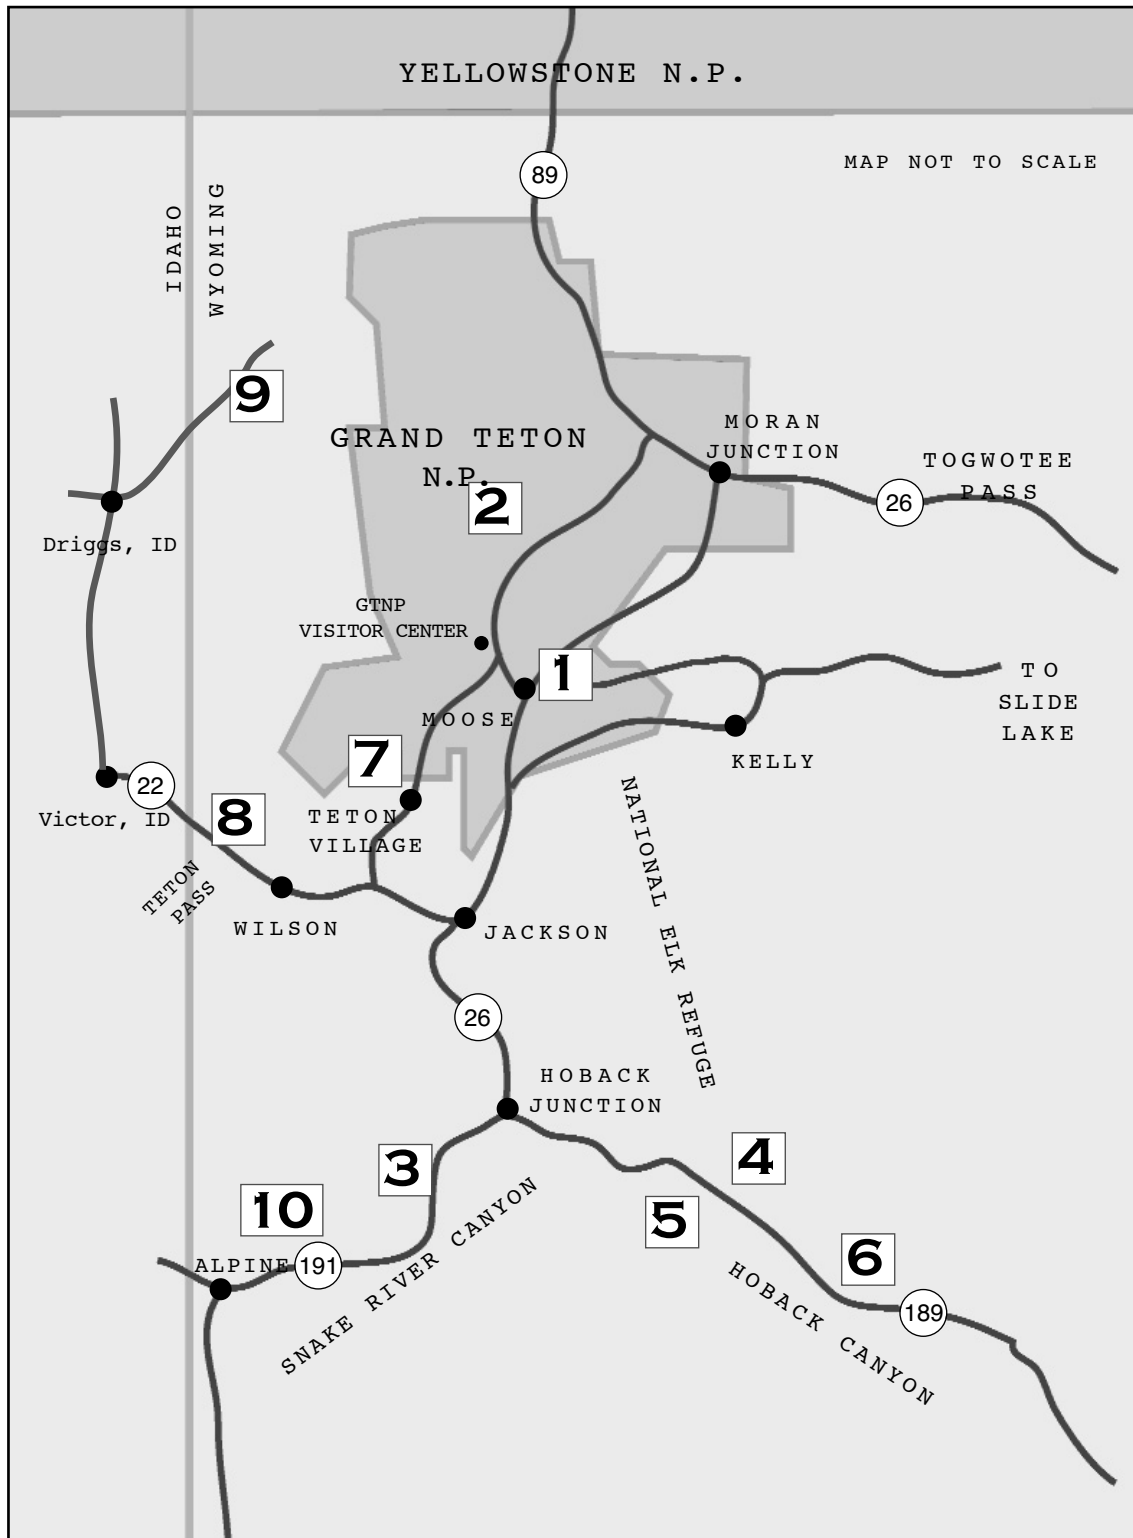 YELLOWSTONE N.P.
MAP NOT TO SCALE
89
IDAHO
WYOMING
9
MORAN
JUNCTION
GRAND TETON
N.P.
TOGWOTEE
PASS
2
26
Driggs, ID
GTNP
VISITOR CENTER
1
TO
SLIDE
LAKE
MOOSE
KELLY
7
22
Victor, ID
8
TETON
VILLAGE
NATIONAL ELK REFUGE
TETON
PASS
WILSON
JACKSON
26
HOBACK
JUNCTION
3
4
10
5
SNAKE RIVER CANYON
6
ALPINE
191
HOBACK CANYON
189